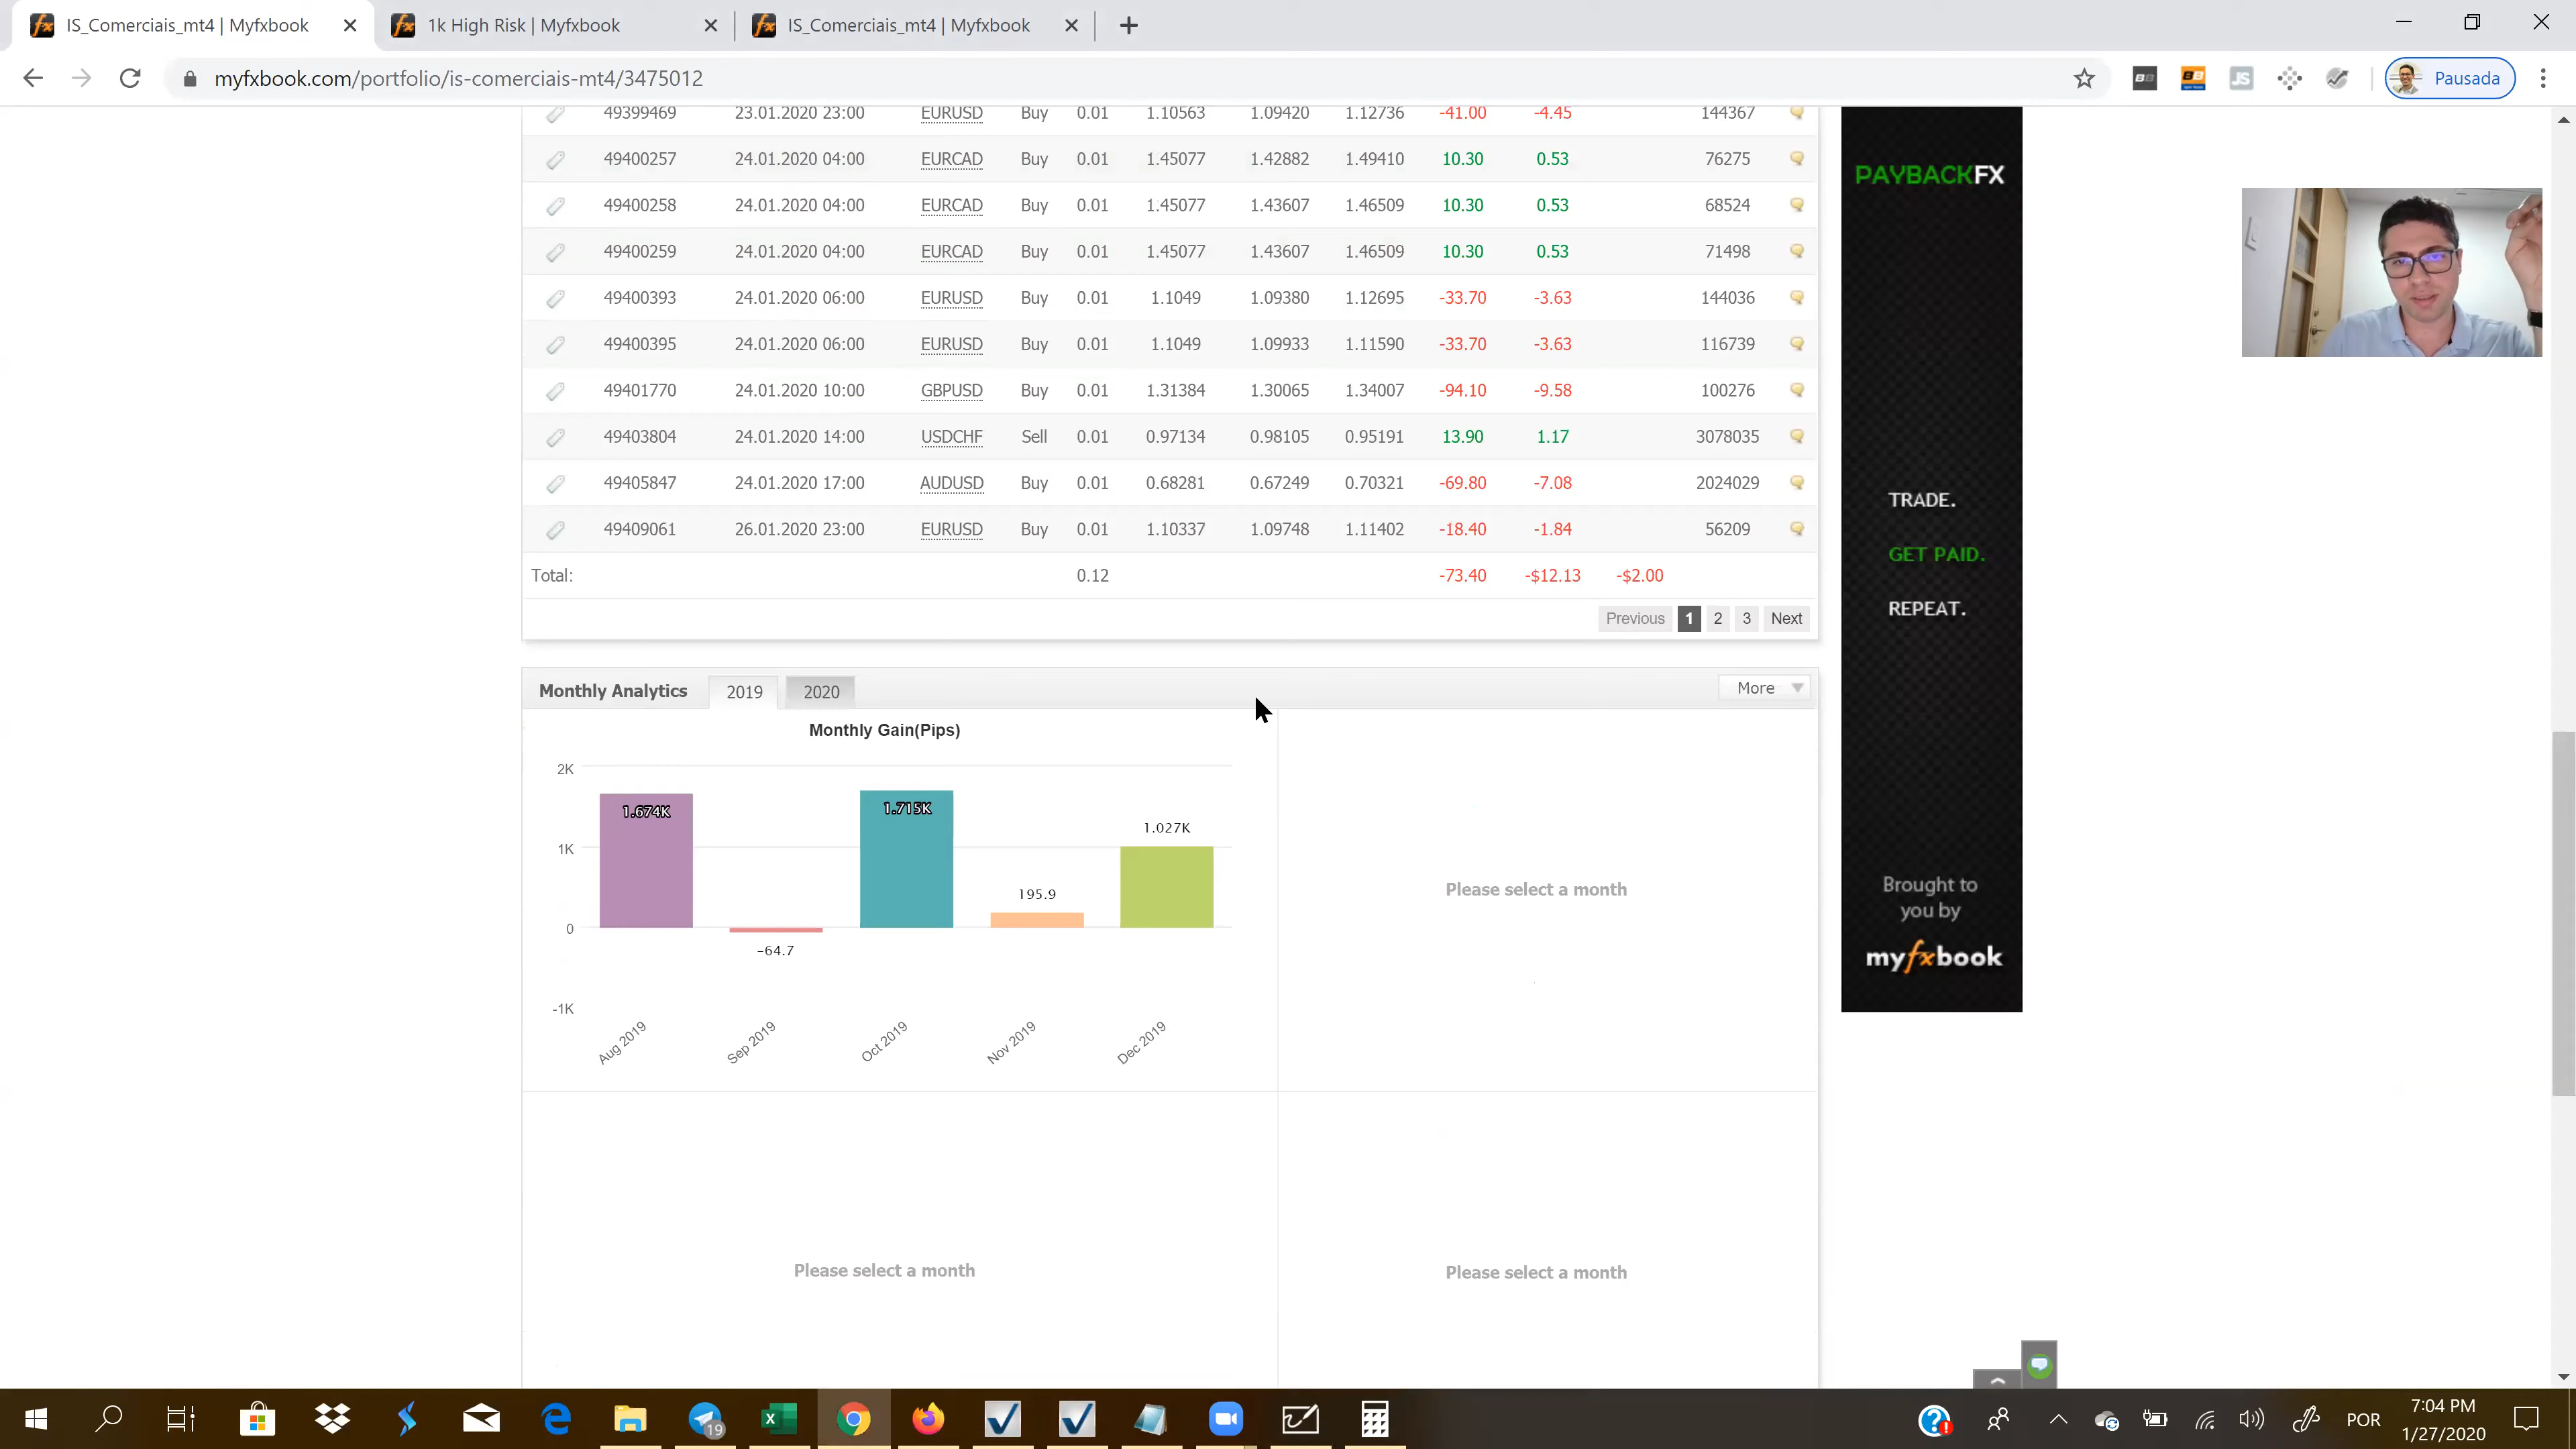 IS_Comerciais_mt4 | Myfxbook
1k High Risk | Myfxbook
IS_Comerciais_mt4 | Myfxbook
myfxbook.com/portfolio/is-comerciais-mt4/3475012
Pausada
49399469 23.01.2020 23:00 EURUSD Buy 0.01 1.10563 1.09420 1.12736 -41.00 -4.45 144367
49400257 24.01.2020 04:00 EURCAD Buy 0.01 1.45077 1.42882 1.49410 10.30 0.53 76275
49400258 24.01.2020 04:00 EURCAD Buy 0.01 1.45077 1.43607 1.46509 10.30 0.53 68524
49400259 24.01.2020 04:00 EURCAD Buy 0.01 1.45077 1.43607 1.46509 10.30 0.53 71498
49400393 24.01.2020 06:00 EURUSD Buy 0.01 1.1049 1.09380 1.12695 -33.70 -3.63 144036
49400395 24.01.2020 06:00 EURUSD Buy 0.01 1.1049 1.09933 1.11590 -33.70 -3.63 116739
49401770 24.01.2020 10:00 GBPUSD Buy 0.01 1.31384 1.30065 1.34007 -94.10 -9.58 100276
49403804 24.01.2020 14:00 USDCHF Sell 0.01 0.97134 0.98105 0.95191 13.90 1.17 3078035
49405847 24.01.2020 17:00 AUDUSD Buy 0.01 0.68281 0.67249 0.70321 -69.80 -7.08 2024029
49409061 26.01.2020 23:00 EURUSD Buy 0.01 1.10337 1.09748 1.11402 -18.40 -1.84 56209
Total: 0.12 -73.40 -$12.13 -$2.00
Previous 1 2 3 Next
Monthly Analytics 2019 2020 More
Monthly Gain(Pips)
2K
1K
0
-1K
1.674K
-64.7
1.715K
195.9
1.027K
Aug 2019
Sep 2019
Oct 2019
Nov 2019
Dec 2019
Please select a month
Please select a month
Please select a month
PAYBACKFX
TRADE.
GET PAID.
REPEAT.
Brought to
you by
myfxbook
19
POR
7:04 PM
1/27/2020